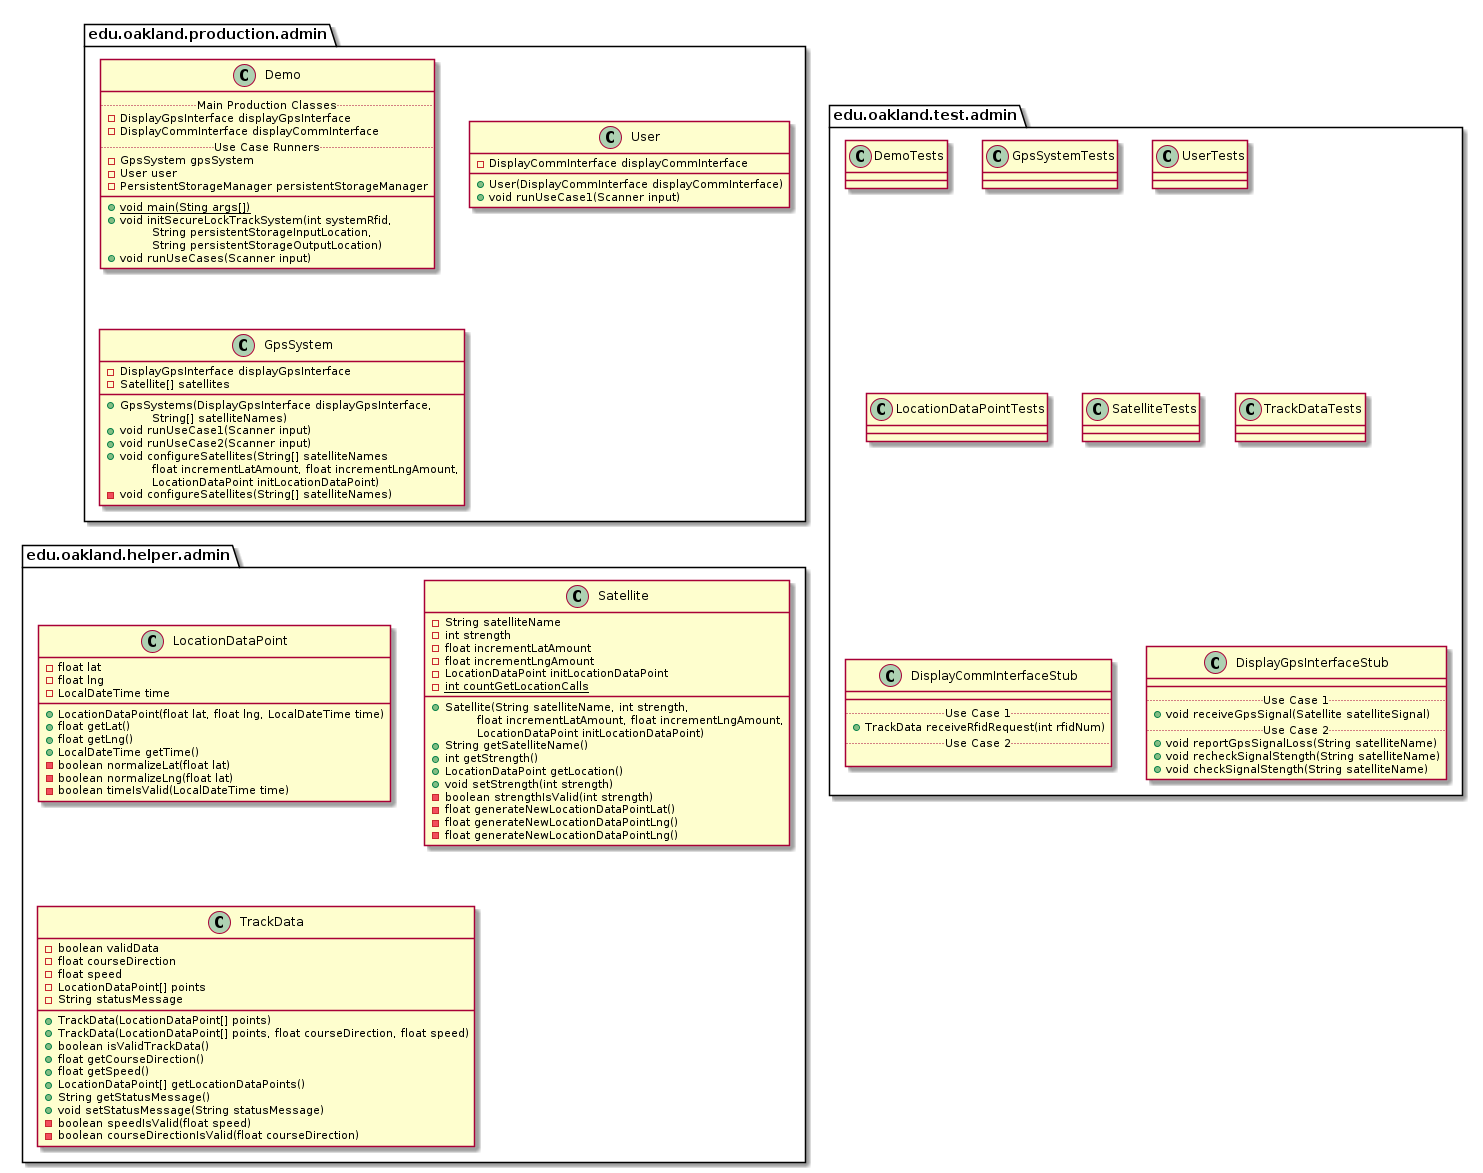 edu.oakland.production.admin
C Demo
Main Production Classes
DisplayGpsInterface displayGpsInterface
DisplayCommInterface displayCommInterface
Use Case Runners
GpsSystem gpsSystem
User user
PersistentStorageManager persistentStorageManager
void main(Sting args[])
void initSecureLockTrackSystem(int systemRfid,
String persistentStorageInputLocation,
String persistentStorageOutputLocation)
void runUseCases(Scanner input)
C User
DisplayCommInterface displayCommInterface
User(DisplayCommInterface displayCommInterface)
void runUseCase1(Scanner input)
C GpsSystem
DisplayGpsInterface displayGpsInterface
Satellite[] satellites
GpsSystems(DisplayGpsInterface displayGpsInterface,
String[] satelliteNames)
void runUseCase1(Scanner input)
void runUseCase2(Scanner input)
void configureSatellites(String[] satelliteNames
float incrementLatAmount, float incrementLngAmount,
LocationDataPoint initLocationDataPoint)
void configureSatellites(String[] satelliteNames)
edu.oakland.test.admin
C DemoTests
C GpsSystemTests
C UserTests
C LocationDataPointTests
C SatelliteTests
C TrackDataTests
C DisplayCommInterfaceStub
Use Case 1
TrackData receiveRfidRequest(int rfidNum)
Use Case 2
C DisplayGpsInterfaceStub
Use Case 1
void receiveGpsSignal(Satellite satelliteSignal)
Use Case 2
void reportGpsSignalLoss(String satelliteName)
void recheckSignalStength(String satelliteName)
void checkSignalStength(String satelliteName)
edu.oakland.helper.admin
C LocationDataPoint
float lat
float lng
LocalDateTime time
LocationDataPoint(float lat, float lng, LocalDateTime time)
float getLat()
float getLng()
LocalDateTime getTime()
boolean normalizeLat(float lat)
boolean normalizeLng(float lat)
boolean timeIsValid(LocalDateTime time)
C Satellite
String satelliteName
int strength
float incrementLatAmount
float incrementLngAmount
LocationDataPoint initLocationDataPoint
int countGetLocationCalls
Satellite(String satelliteName, int strength,
float incrementLatAmount, float incrementLngAmount,
LocationDataPoint initLocationDataPoint)
String getSatelliteName()
int getStrength()
LocationDataPoint getLocation()
void setStrength(int strength)
boolean strengthIsValid(int strength)
float generateNewLocationDataPointLat()
float generateNewLocationDataPointLng()
float generateNewLocationDataPointLng()
C TrackData
boolean validData
float courseDirection
float speed
LocationDataPoint[] points
String statusMessage
TrackData(LocationDataPoint[] points)
TrackData(LocationDataPoint[] points, float courseDirection, float speed)
boolean isValidTrackData()
float getCourseDirection()
float getSpeed()
LocationDataPoint[] getLocationDataPoints()
String getStatusMessage()
void setStatusMessage(String statusMessage)
boolean speedIsValid(float speed)
boolean courseDirectionIsValid(float courseDirection)